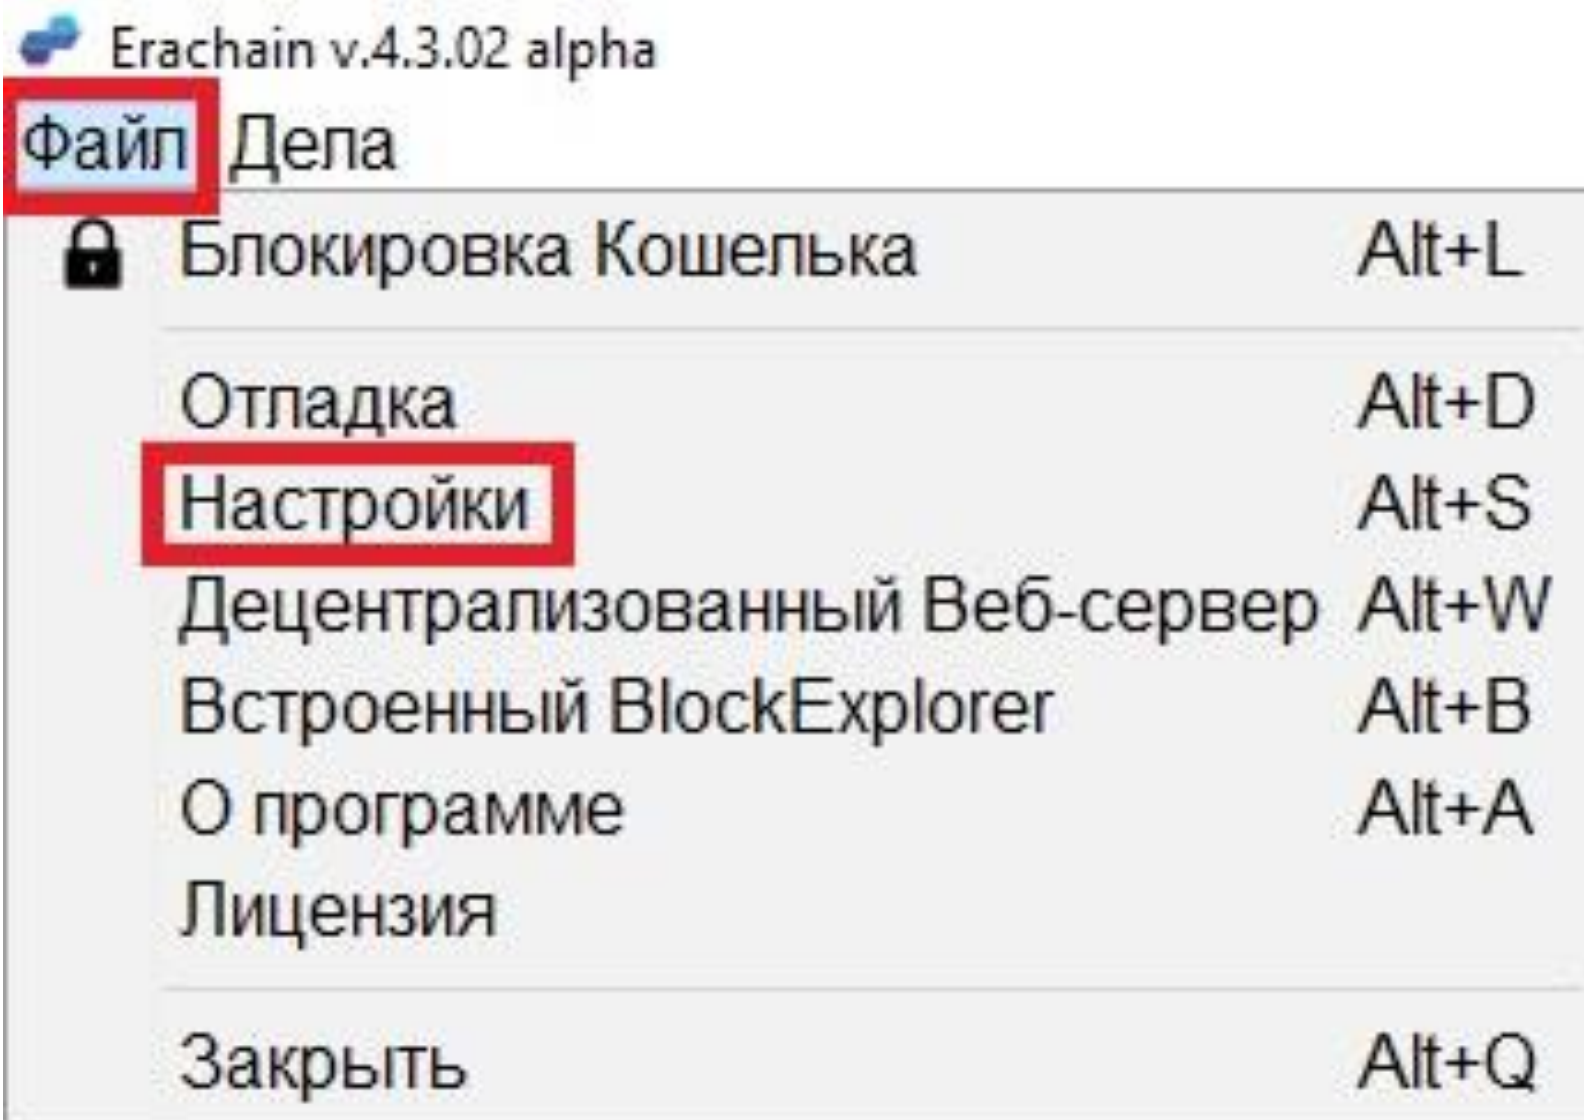 Erachain v.4.3.02 alpha
Файл Дела
Блокировка Кошелька Alt+L
Отладка Alt+D
Настройки Alt+S
Децентрализованный Веб-сервер Alt+W
Встроенный BlockExplorer Alt+B
О программе Alt+A
Лицензия
Закрыть Alt+Q